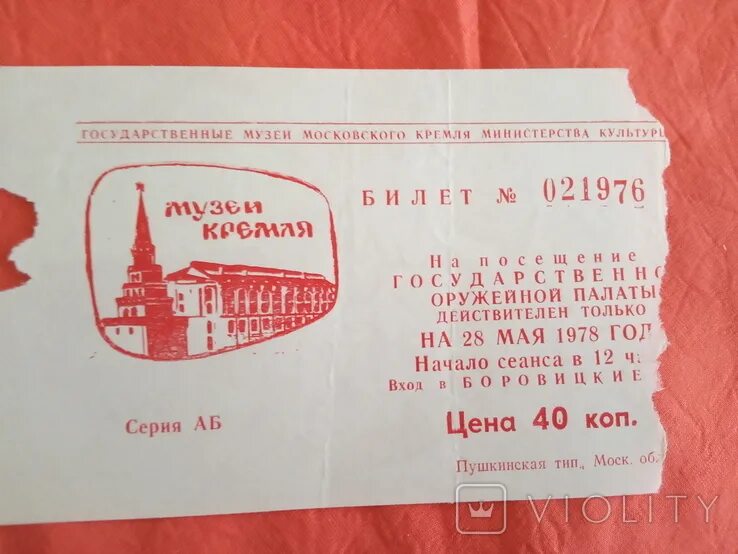 ГОСУДАРСТВЕННЫЕ МУЗЕИ МОСКОВСКОГО КРЕМЛЯ МИНИСТЕРСТВА КУЛЬТУРЫ
МУЗЕИ
КРЕМЛЯ
БИЛЕТ № 021976
На посещение
ГОСУДАРСТВЕННО
ОРУЖЕЙНОЙ ПАЛАТЫ
ДЕЙСТВИТЕЛЕН ТОЛЬКО
НА 28 МАЯ 1978 ГОД
Начало сеанса в 12 ч.
Вход в БОРОВИЦКИЕ
Серия АБ
Цена 40 коп.
Пушкинская тип., Моск. об.
VIOLITY